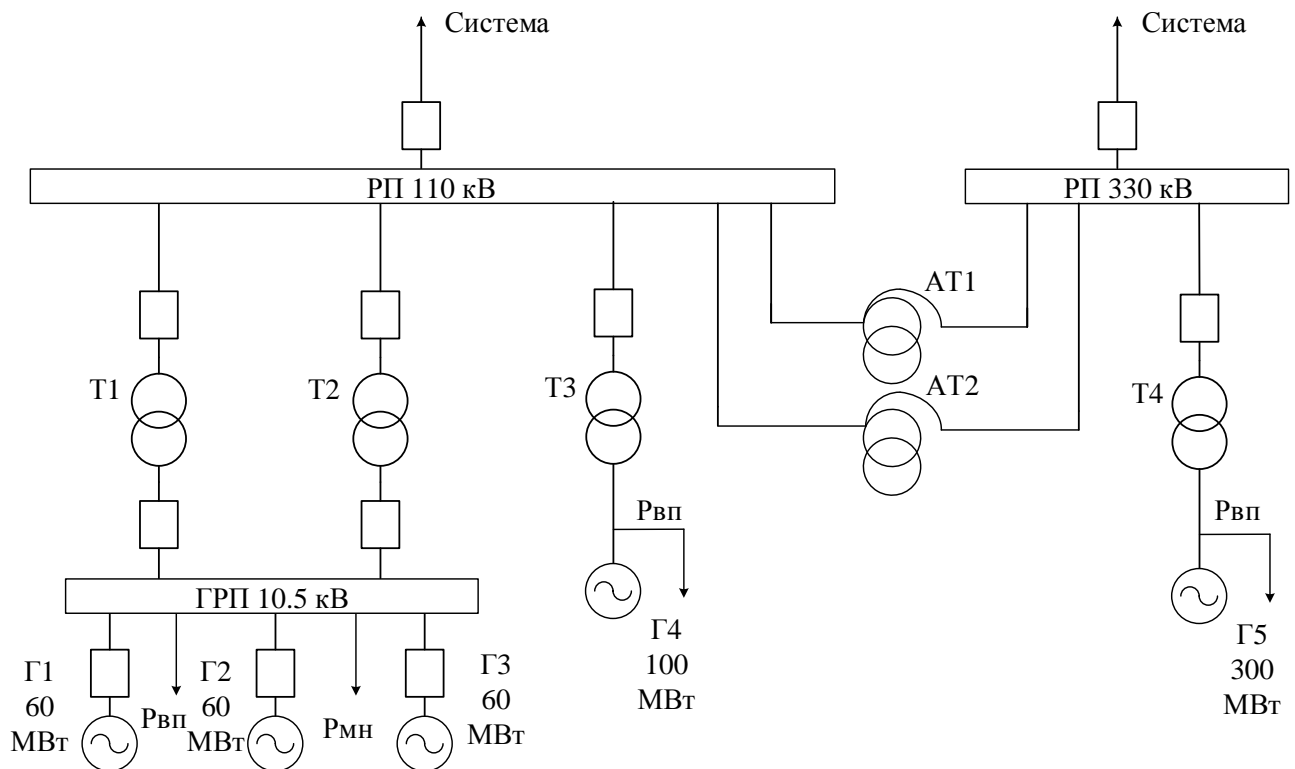 Система
Система
РП 110 кВ
РП 330 кВ
АТ1
Т1
Т2
Т3
АТ2
Т4
Рвп
Рвп
ГРП 10.5 кВ
Г1
60
МВт
Рвп
Г2
60
МВт
Рмн
Г3
60
МВт
Г4
100
МВт
Г5
300
МВт